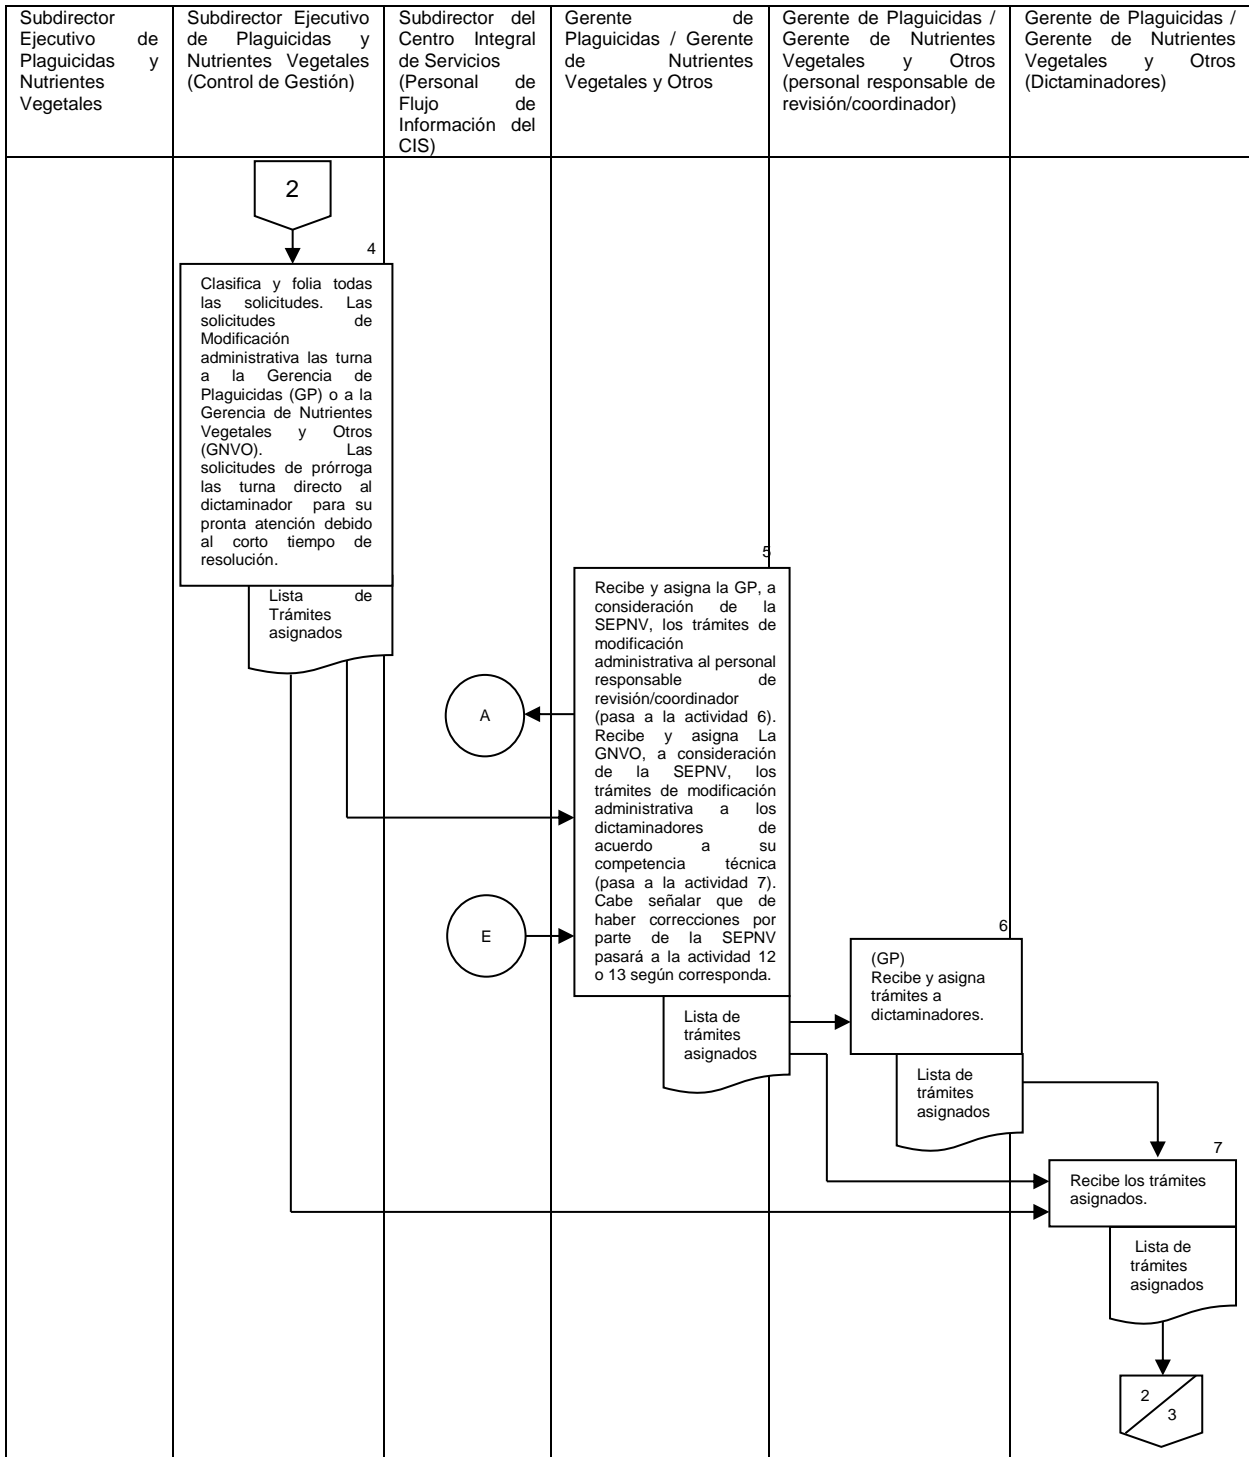 Subdirector
Ejecutivo de
Plaguicidas y
Nutrientes
Vegetales
Subdirector Ejecutivo
de Plaguicidas y
Nutrientes Vegetales
(Control de Gestión)
Subdirector del
Centro Integral
de Servicios
(Personal de
Flujo de
Información del
CIS)
Gerente de
Plaguicidas / Gerente
de Nutrientes
Vegetales y Otros
Gerente de Plaguicidas /
Gerente de Nutrientes
Vegetales y Otros
(personal responsable de
revisión/coordinador)
Gerente de Plaguicidas /
Gerente de Nutrientes
Vegetales y Otros
(Dictaminadores)
2
4
Clasifica y folia todas
las solicitudes. Las
solicitudes de
Modificación
administrativa las turna
a la Gerencia de
Plaguicidas (GP) o a la
Gerencia de Nutrientes
Vegetales y Otros
(GNVO). Las
solicitudes de prórroga
las turna directo al
dictaminador para su
pronta atención debido
al corto tiempo de
resolución.
Lista de
Trámites
asignados
5
Recibe y asigna la GP, a
consideración de la
SEPNV, los trámites de
modificación
administrativa al personal
responsable de
revisión/coordinador
(pasa a la actividad 6).
Recibe y asigna La
GNVO, a consideración
de la SEPNV, los
trámites de modificación
administrativa a los
dictaminadores de
acuerdo a su
competencia técnica
(pasa a la actividad 7).
Cabe señalar que de
haber correcciones por
parte de la SEPNV
pasará a la actividad 12
o 13 según corresponda.
A
E
Lista de
trámites
asignados
6
(GP)
Recibe y asigna
trámites a
dictaminadores.
Lista de
trámites
asignados
7
Recibe los trámites
asignados.
Lista de
trámites
asignados
2
3